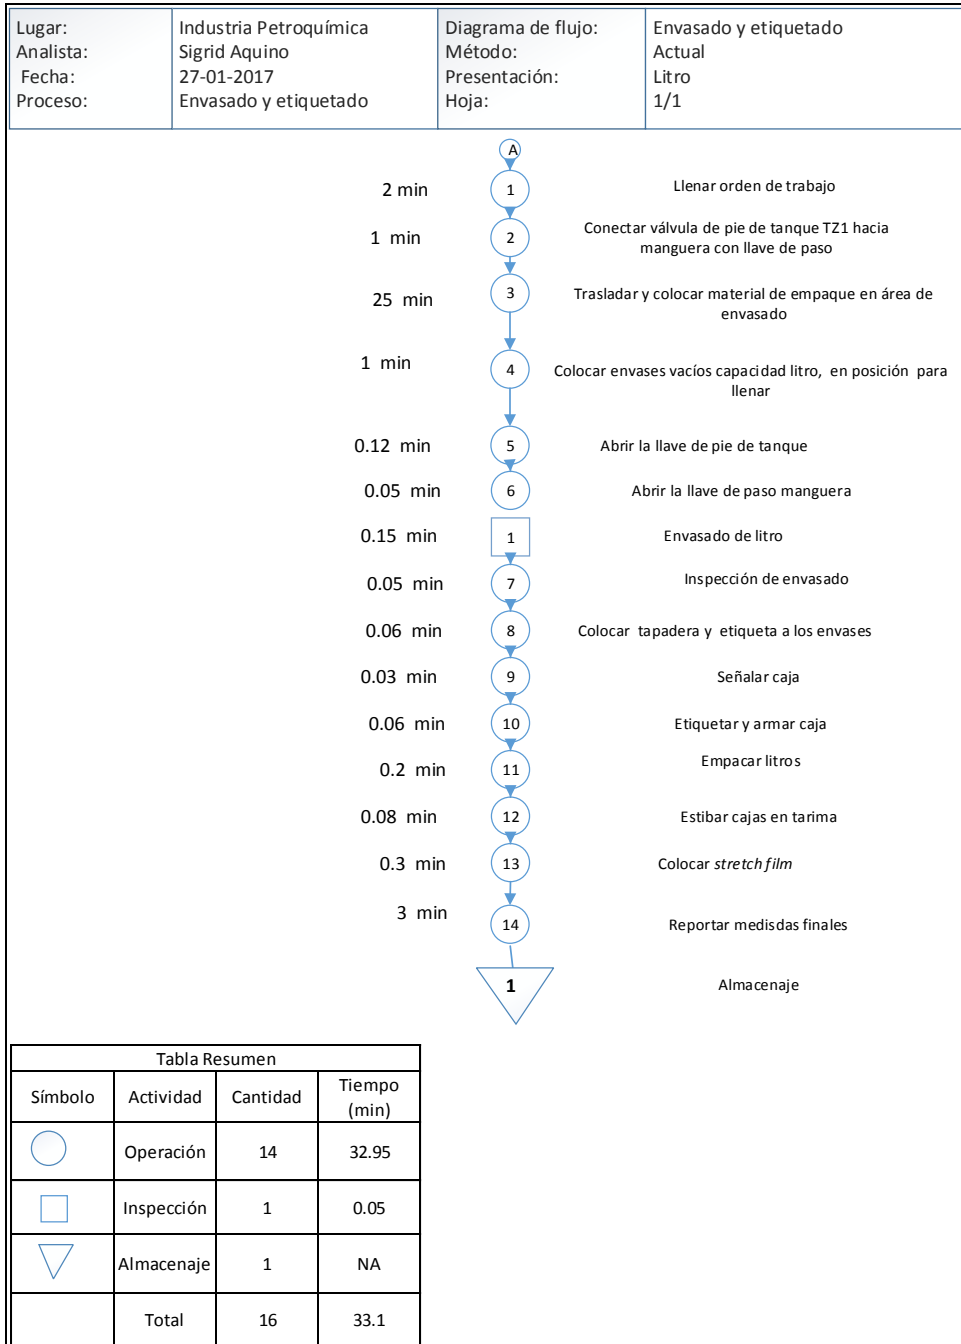 Lugar: Industria Petroquímica Diagrama de flujo: Envasado y etiquetado
Analista: Sigrid Aquino Método: Actual
Fecha: 27-01-2017 Presentación: Litro
Proceso: Envasado y etiquetado Hoja: 1/1
A
2 min 1 Llenar orden de trabajo
1 min 2 Conectar válvula de pie de tanque TZ1 hacia
manguera con llave de paso
25 min 3 Trasladar y colocar material de empaque en área de
envasado
1 min 4 Colocar envases vacíos capacidad litro, en posición para
llenar
0.12 min 5 Abrir la llave de pie de tanque
0.05 min 6 Abrir la llave de paso manguera
0.15 min 1 Envasado de litro
0.05 min 7 Inspección de envasado
0.06 min 8 Colocar tapadera y etiqueta a los envases
0.03 min 9 Señalar caja
0.06 min 10 Etiquetar y armar caja
0.2 min 11 Empacar litros
0.08 min 12 Estibar cajas en tarima
0.3 min 13 Colocar stretch film
3 min 14 Reportar medisdas finales
1 Almacenaje
Tabla Resumen
Símbolo Actividad Cantidad Tiempo
(min)
Operación 14 32.95
Inspección 1 0.05
Almacenaje 1 NA
Total 16 33.1